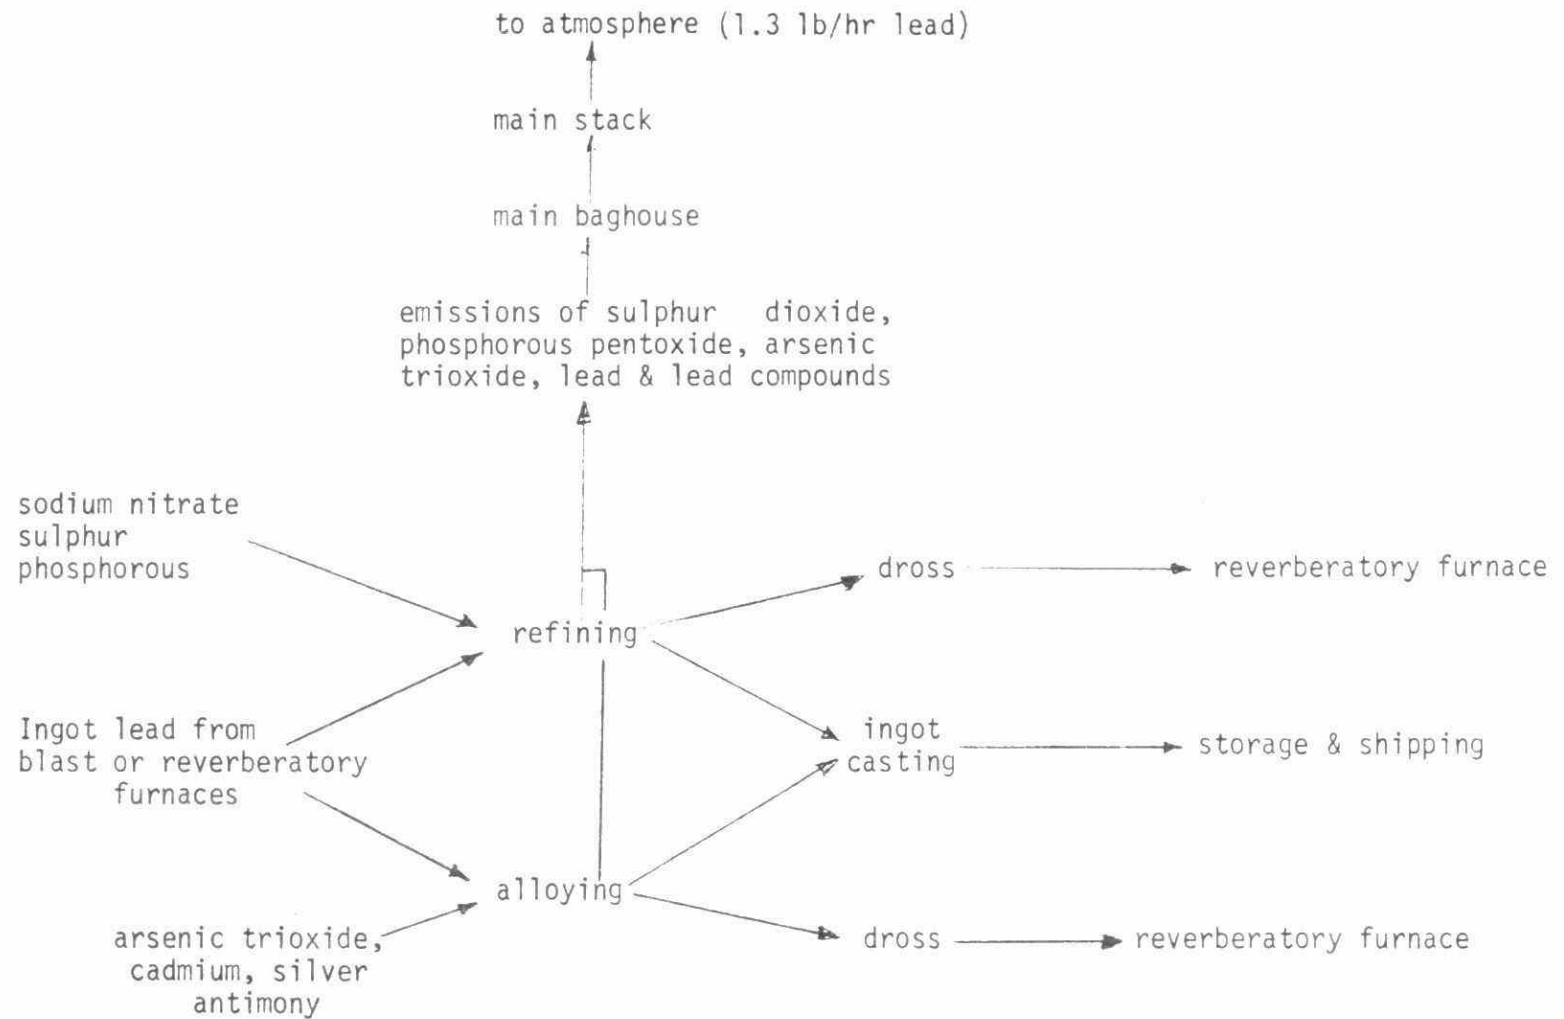 to atmosphere (1.3 lb/hr lead)
main stack
main baghouse
emissions of sulphur dioxide,
phosphorous pentoxide, arsenic
trioxide, lead & lead compounds
sodium nitrate
sulphur
phosphorous
dross
reverberatory furnace
refining
Ingot lead from
blast or reverberatory
furnaces
ingot
casting
storage & shipping
alloying
arsenic trioxide,
cadmium, silver
antimony
dross
reverberatory furnace